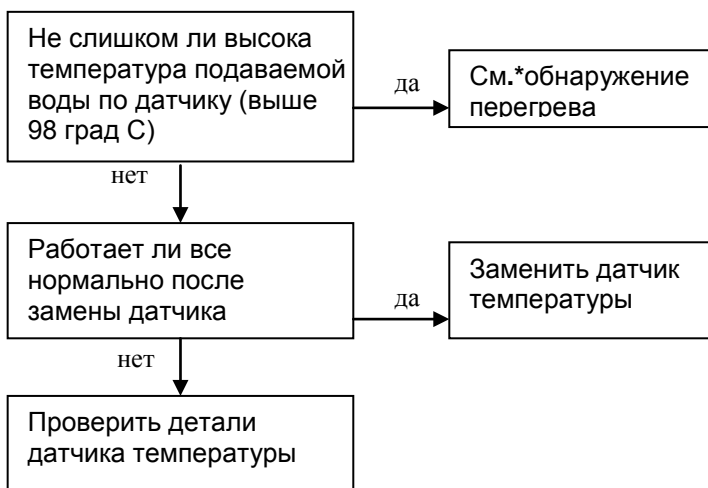 Не слишком ли высока
температура подаваемой
воды по датчику (выше
98 град С)
да
См.*обнаружение
перегрева
нет
Работает ли все
нормально после
замены датчика
да
Заменить датчик
температуры
нет
Проверить детали
датчика температуры